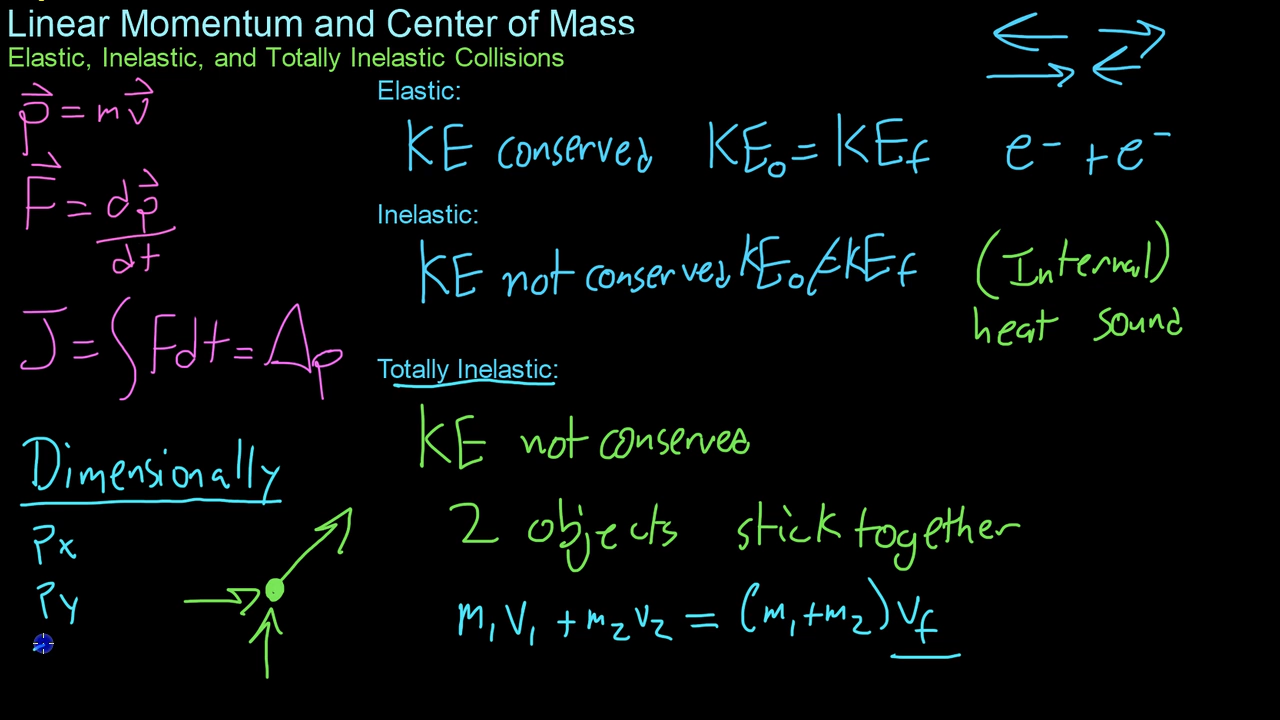 Linear Momentum and Center of Mass
Elastic, Inelastic, and Totally Inelastic Collisions
p⃗ = mv⃗
F⃗ = dp⃗/dt
J = ∫Fdt = Δp
Dimensionally
Px
Py
Elastic:
KE conserved KE₀ = KEf e⁻ + e⁻
Inelastic:
KE not conserved KE₀ ≠ KEf (Internal)
heat sound
Totally Inelastic:
KE not conserved
2 objects stick together
m₁v₁ + m₂v₂ = (m₁+m₂)vf